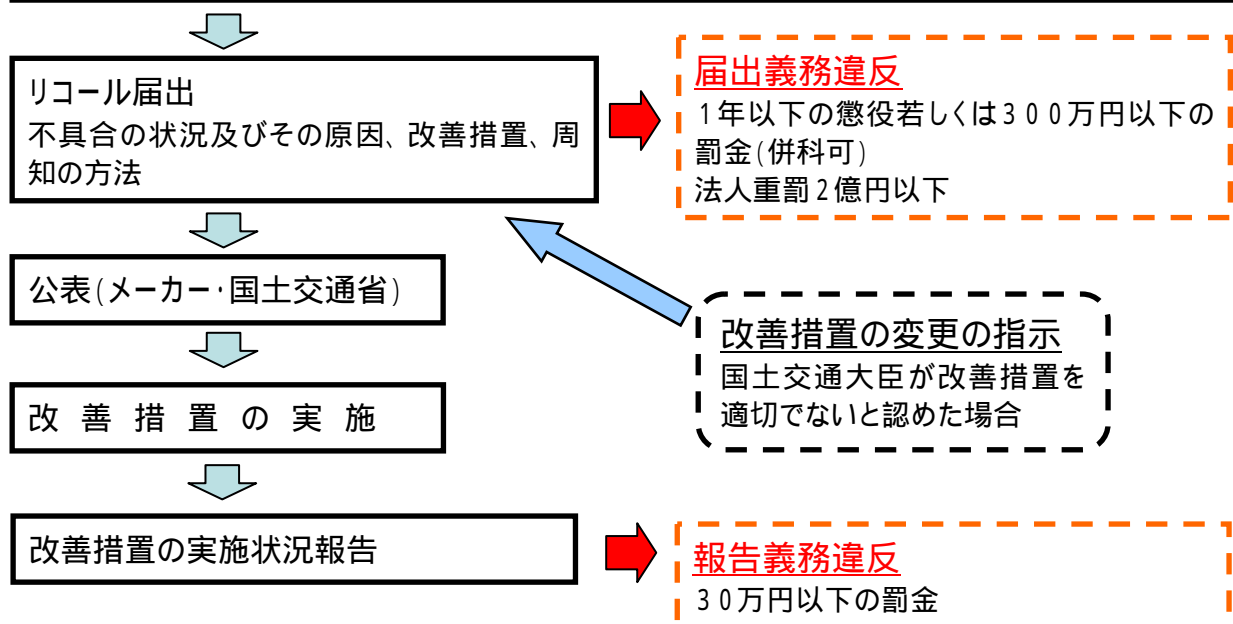 リコール届出
不具合の状況及びその原因、改善措置、周
知の方法
届出義務違反
1年以下の懲役若しくは300万円以下の
罰金(併科可)
法人重罰2億円以下
公表(メーカー・国土交通省)
改善措置の変更の指示
国土交通大臣が改善措置を
適切でないと認めた場合
改善措置の実施
改善措置の実施状況報告
報告義務違反
30万円以下の罰金